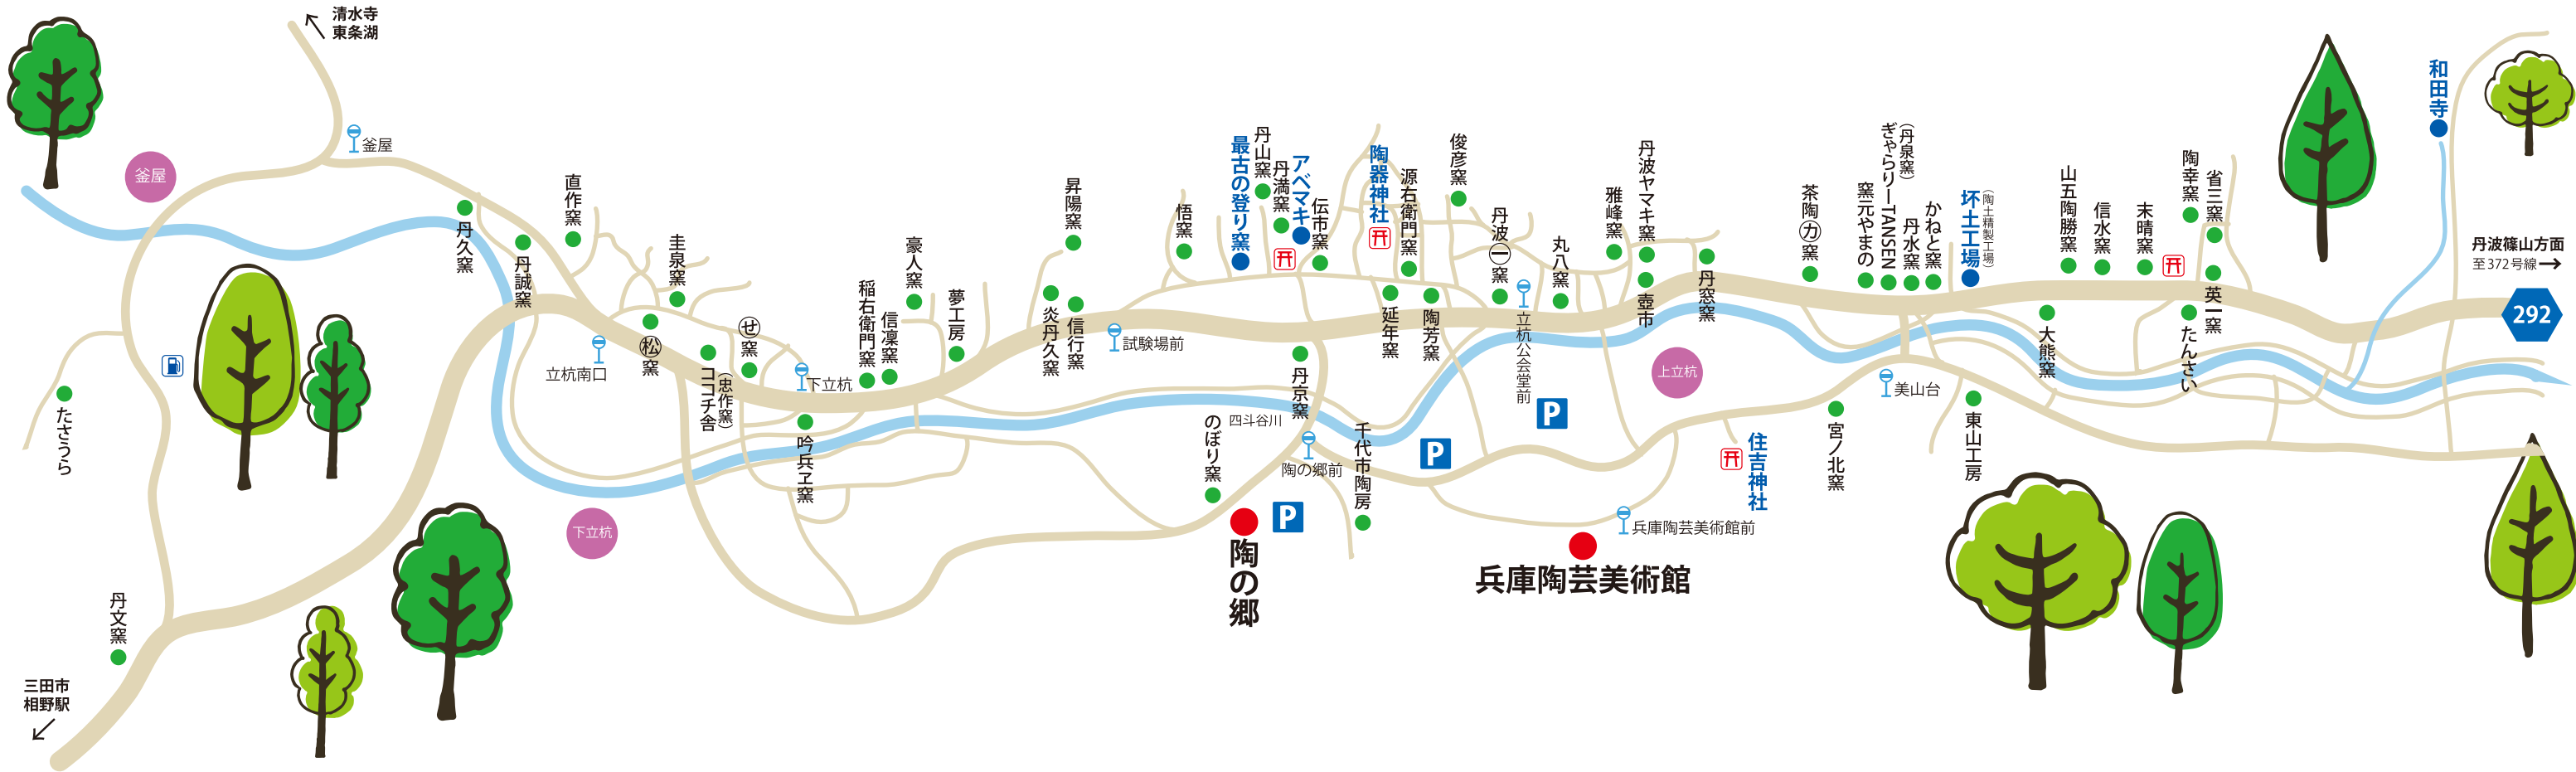 清水寺
東条湖
釜屋
釜屋
丹久窯
丹誠窯
直作窯
圭泉窯
松窯
立杭南口
ココチ舎
(忠作窯)
せ窯
下立杭
吟兵ヱ窯
稲右衛門窯
信凛窯
豪人窯
夢工房
昇陽窯
炎丹久窯
信行窯
試験場前
悟窯
最古の登り窯
丹山窯
丹満窯
アベマキ
伝市窯
陶器神社
源右衛門窯
俊彦窯
丹波一窯
立杭公会堂前
丸八窯
雅峰窯
丹波ヤマキ窯
壺市
丹窓窯
延年窯
陶芳窯
丹京窯
四斗谷川
のぼり窯
陶の郷前
千代市陶房
P
P
P
陶の郷
兵庫陶芸美術館
兵庫陶芸美術館前
上立杭
住吉神社
茶陶カ窯
窯元やまの
ぎゃらりーTANSEN
(丹泉窯)
丹水窯
かねと窯
坏土工場
(陶土精製工場)
美山台
宮ノ北窯
東山工房
山五陶勝窯
大熊窯
信水窯
末晴窯
陶幸窯
省三窯
英一窯
たんさい
和田寺
丹波篠山方面
至372号線
292
たさうら
下立杭
丹文窯
三田市
相野駅